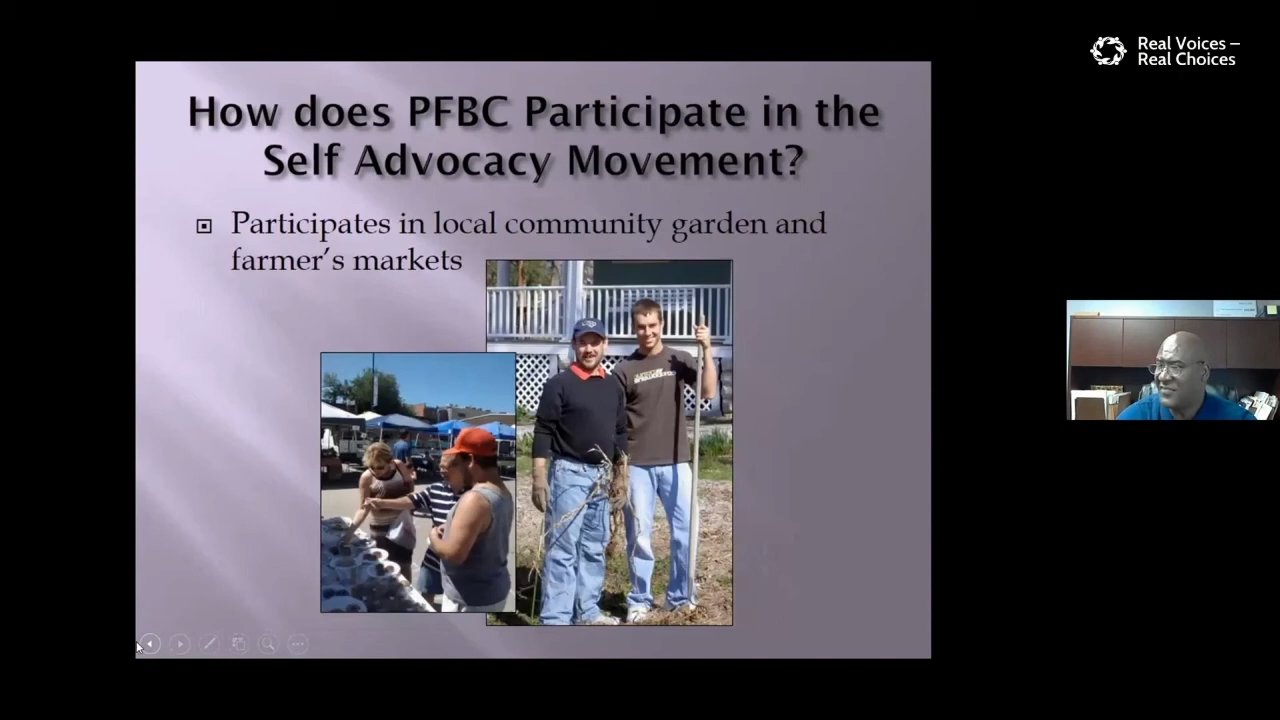 Real Voices –
Real Choices
How does PFBC Participate in the
Self Advocacy Movement?
Participates in local community garden and
farmer's markets